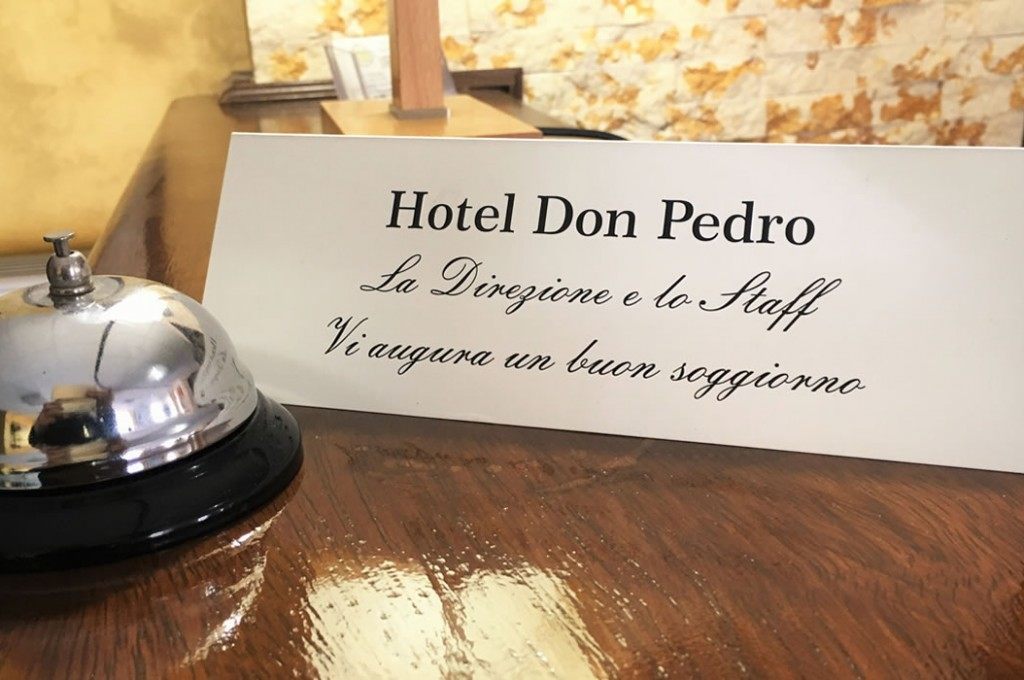 Hotel Don Pedro
La Direzione e lo Staff
Vi augura un buon soggiorno